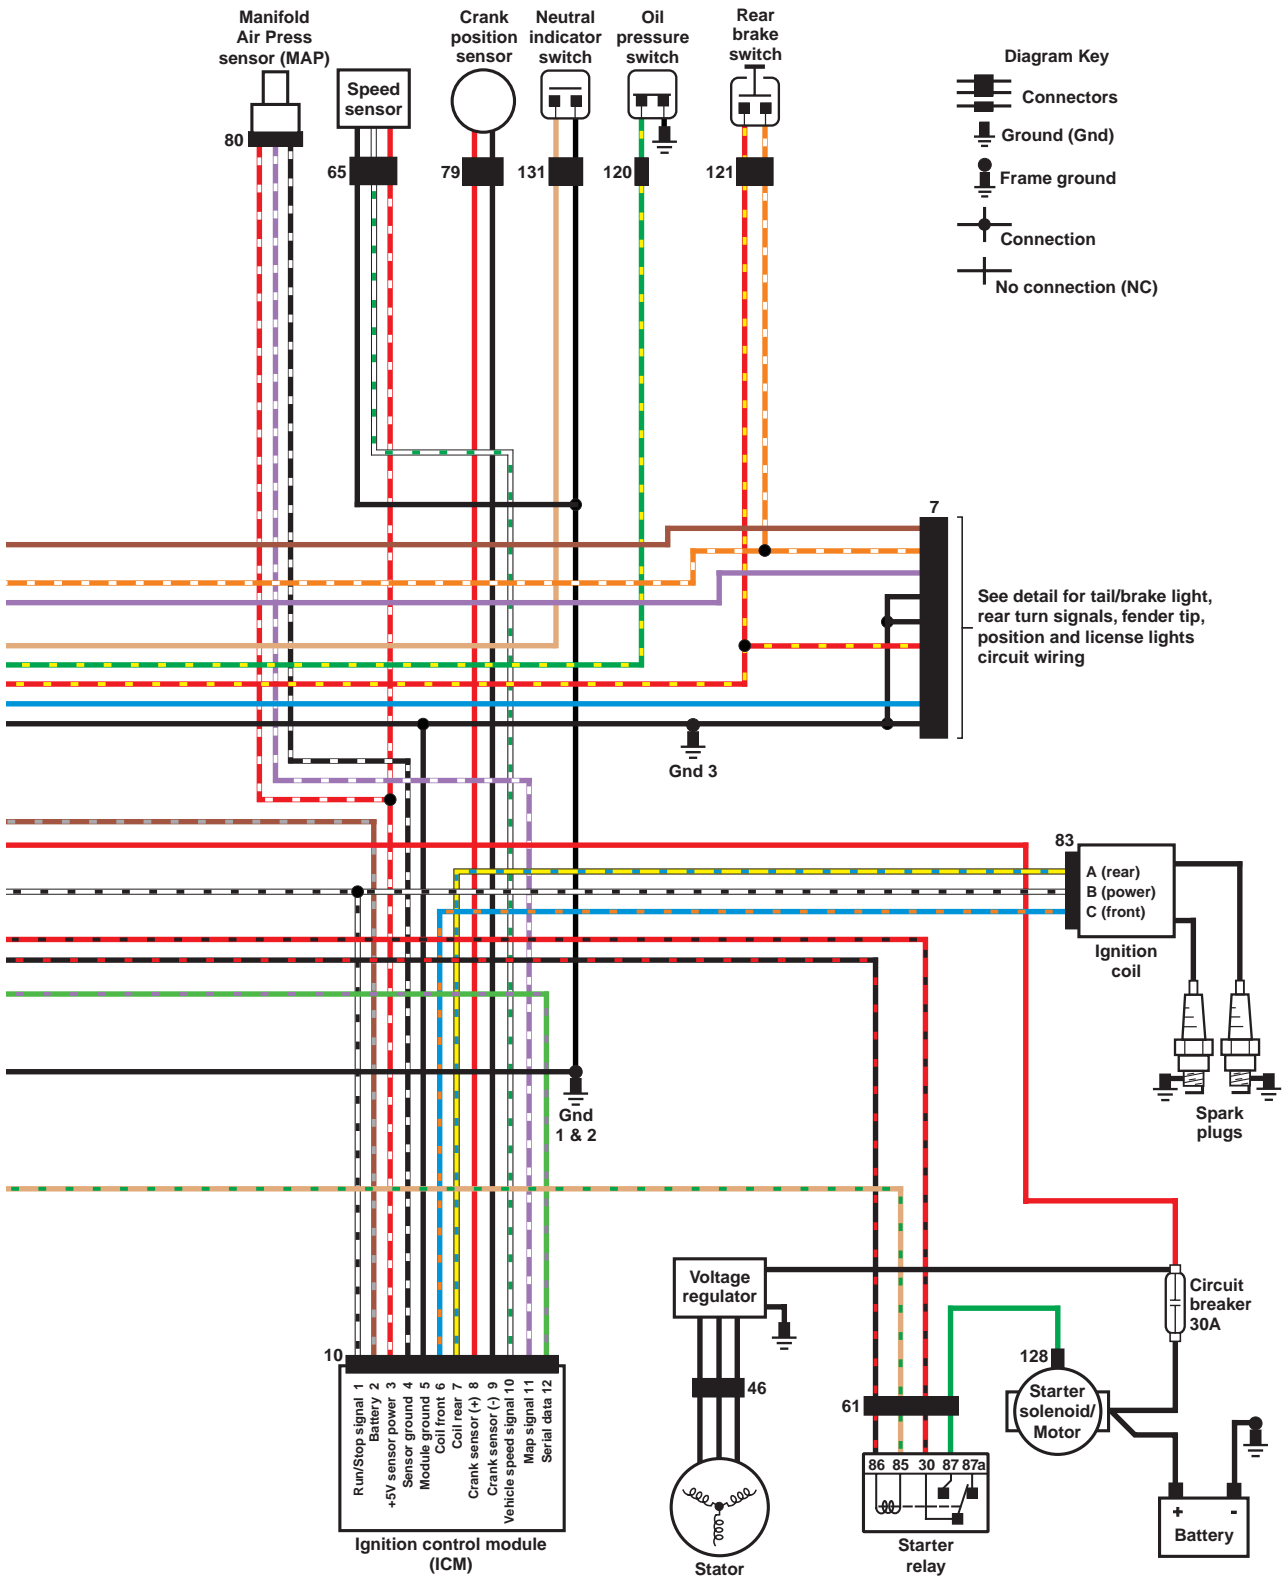 Manifold
Air Press
sensor (MAP)
Speed
sensor
Crank
position
sensor
Neutral
indicator
switch
Oil
pressure
switch
Rear
brake
switch
Diagram Key
Connectors
Ground (Gnd)
Frame ground
Connection
No connection (NC)
80
65
79
131
120
121
7
See detail for tail/brake light,
rear turn signals, fender tip,
position and license lights
circuit wiring
Gnd 3
83
A (rear)
B (power)
C (front)
Ignition
coil
Spark
plugs
Gnd
1 & 2
Voltage
regulator
Circuit
breaker
30A
10
Run/Stop signal 1
Battery 2
+5V sensor power 3
Sensor ground 4
Module ground 5
Coil front 6
Coil rear 7
Crank sensor (+) 8
Crank sensor (-) 9
Vehicle speed signal 10
Map signal 11
Serial data 12
Ignition control module
(ICM)
46
Stator
61
86 85 30 87 87a
Starter
relay
128
Starter
solenoid/
Motor
+ -
Battery